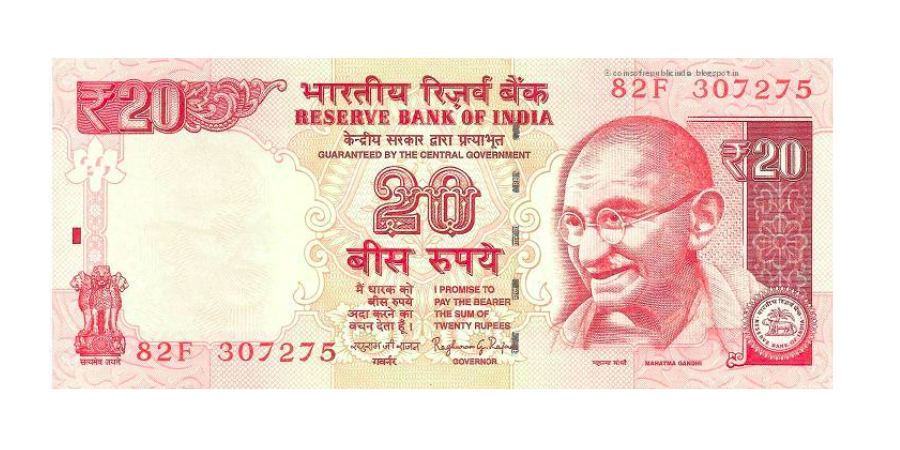 © coinsofrepublicindia .blogspot.in
₹20
भारतीय रिज़र्व बैंक
82F 307275
RESERVE BANK OF INDIA
केन्द्रीय सरकार द्वारा प्रत्याभूत
GUARANTEED BY THE CENTRAL GOVERNMENT
₹20
20
बीस रुपये
मैं धारक को
बीस रुपये
अदा करने का
वचन देता हूँ ।
I PROMISE TO
PAY THE BEARER
THE SUM OF
TWENTY RUPEES
सत्यमेव जयते
82F 307275
रघुराम जी राजन
Raghuram G. Rajan
गवर्नर
GOVERNOR
महात्मा गांधी
MAHATMA GANDHI
भारतीय रिज़र्व बैंक
RESERVE BANK OF INDIA